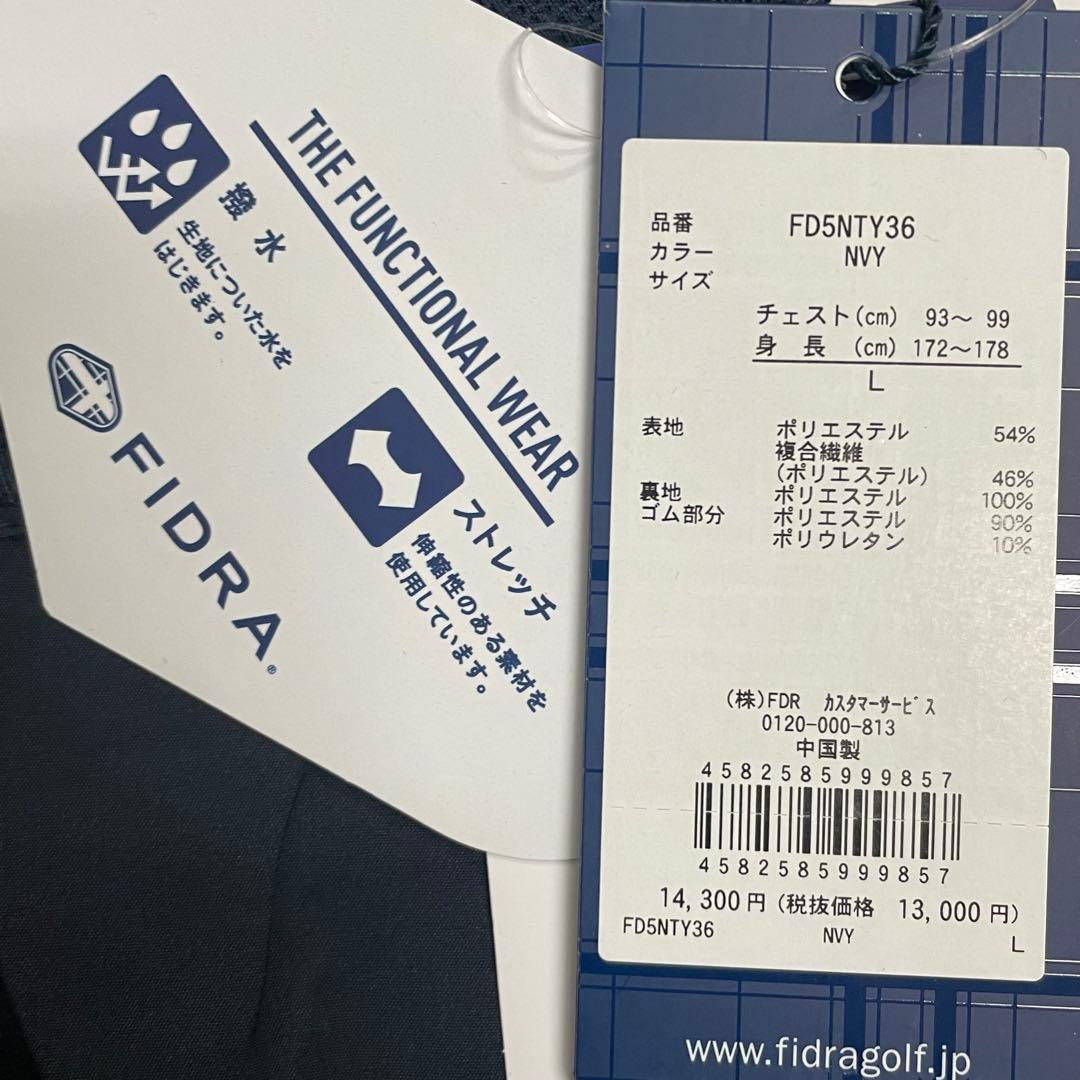 THE FUNCTIONAL WEAR
撥水
生地についた水を
はじきます。
ストレッチ
伸縮性のある素材を
使用しています。
FIDRA®
品番 FD5NTY36
カラー NVY
サイズ
チェスト(cm) 93～ 99
身 長 (cm) 172～178
L
表地 ポリエステル 54%
複合繊維
(ポリエステル) 46%
裏地 ポリエステル 100%
ゴム部分 ポリエステル 90%
ポリウレタン 10%
(株)FDR ｶｽﾀﾏｰｻｰﾋﾞｽ
0120-000-813
中国製
4582585999857
4582585999857
14,300円 (税抜価格 13,000円)
FD5NTY36 NVY L
www.fidragolf.jp